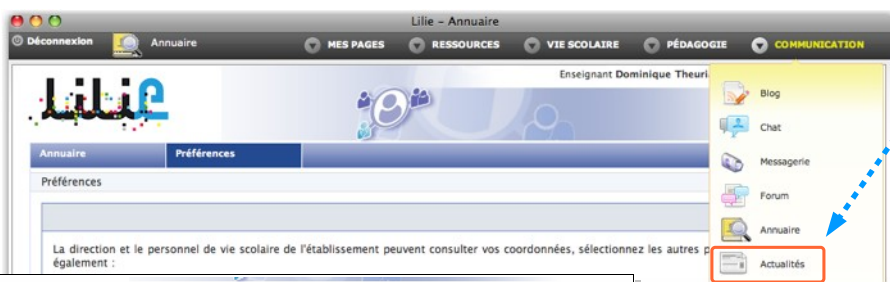 Lilie – Annuaire
Déconnexion Annuaire MES PAGES RESSOURCES VIE SCOLAIRE PÉDAGOGIE COMMUNICATION
Enseignant Dominique Theuri
Lilie
Annuaire Préférences
Préférences
La direction et le personnel de vie scolaire de l'établissement peuvent consulter vos coordonnées, sélectionnez les autres p
également :
Blog
Chat
Messagerie
Forum
Annuaire
Actualités